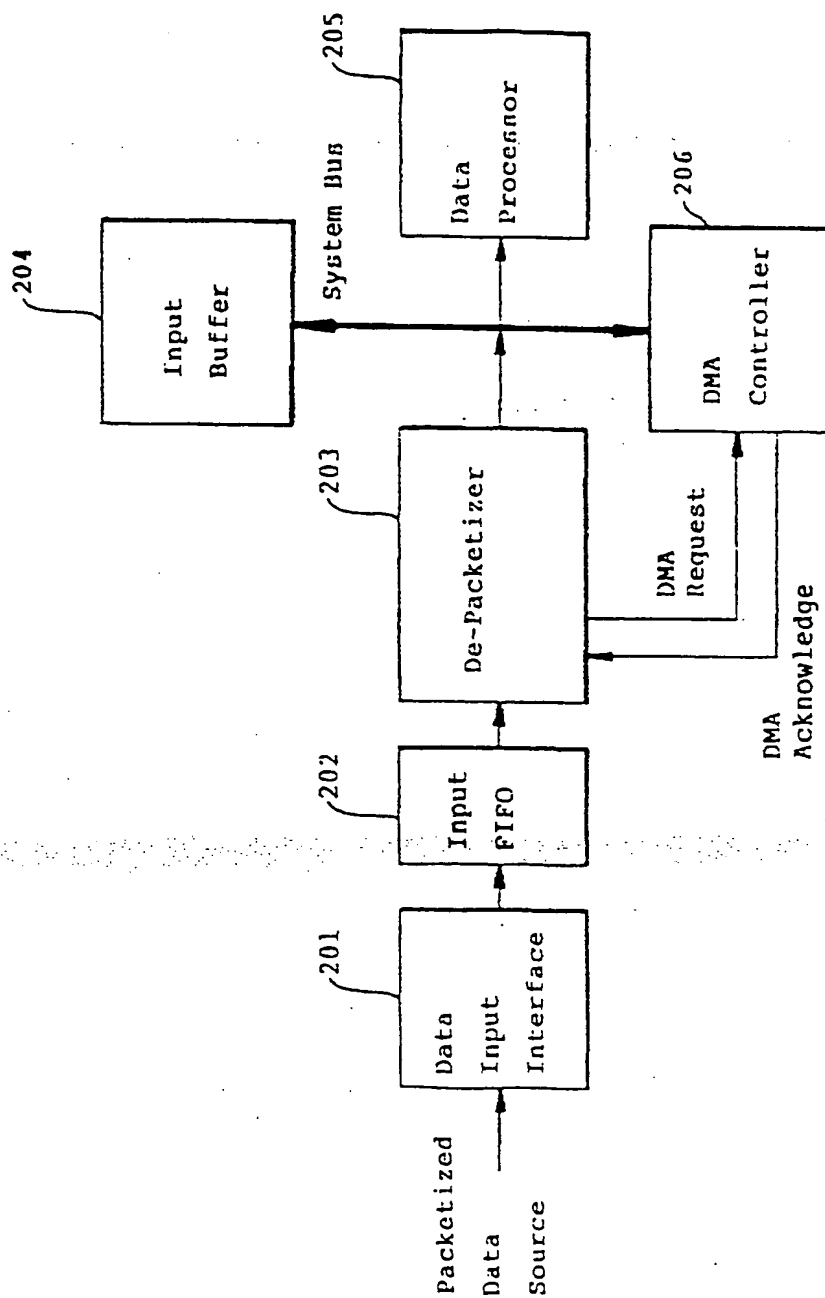 Packetized
Data
Source
201
Data
Input
Interface
202
Input
FIFO
203
De-Packetizer
204
Input
Buffer
System Bus
205
Data
Processor
206
DMA
Controller
DMA
Request
DMA
Acknowledge